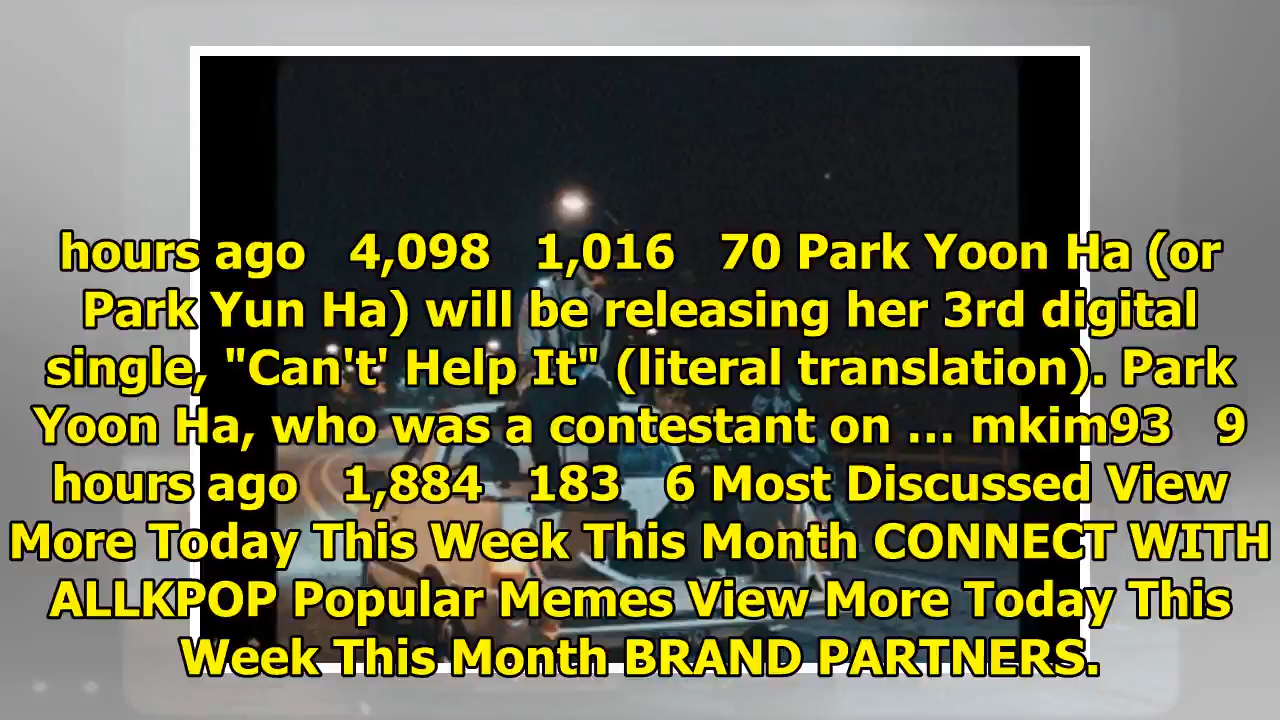 hours ago 4,098 1,016 70 Park Yoon Ha (or
Park Yun Ha) will be releasing her 3rd digital
single, "Can't' Help It" (literal translation). Park
Yoon Ha, who was a contestant on ... mkim93 9
hours ago 1,884 183 6 Most Discussed View
More Today This Week This Month CONNECT WITH
ALLKPOP Popular Memes View More Today This
Week This Month BRAND PARTNERS.